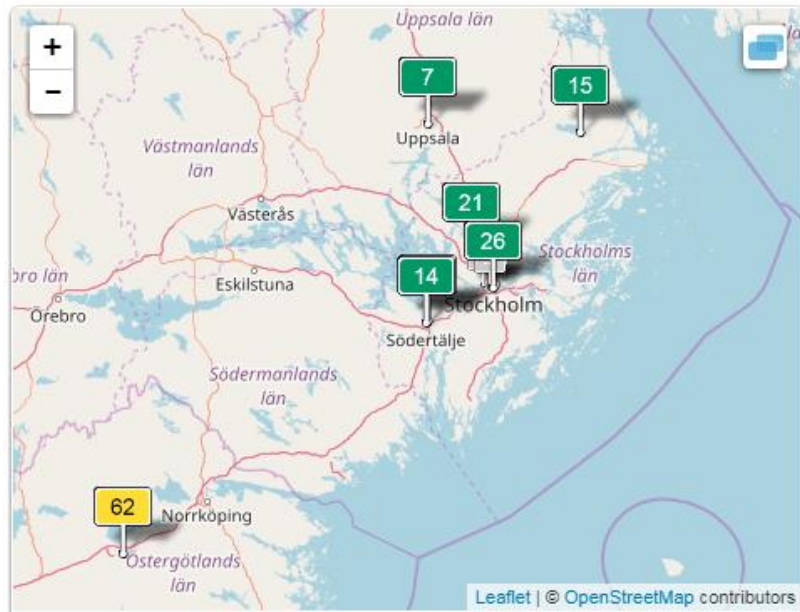 Uppsala län
+
−
7
15
Uppsala
Västmanlands
län
21
Västerås
26
Stockholms
län
bro län
Eskilstuna
14
Stockholm
Örebro
Södertälje
Södermanlands
län
62
Norrköping
Östergötlands
län
Leaflet | © OpenStreetMap contributors